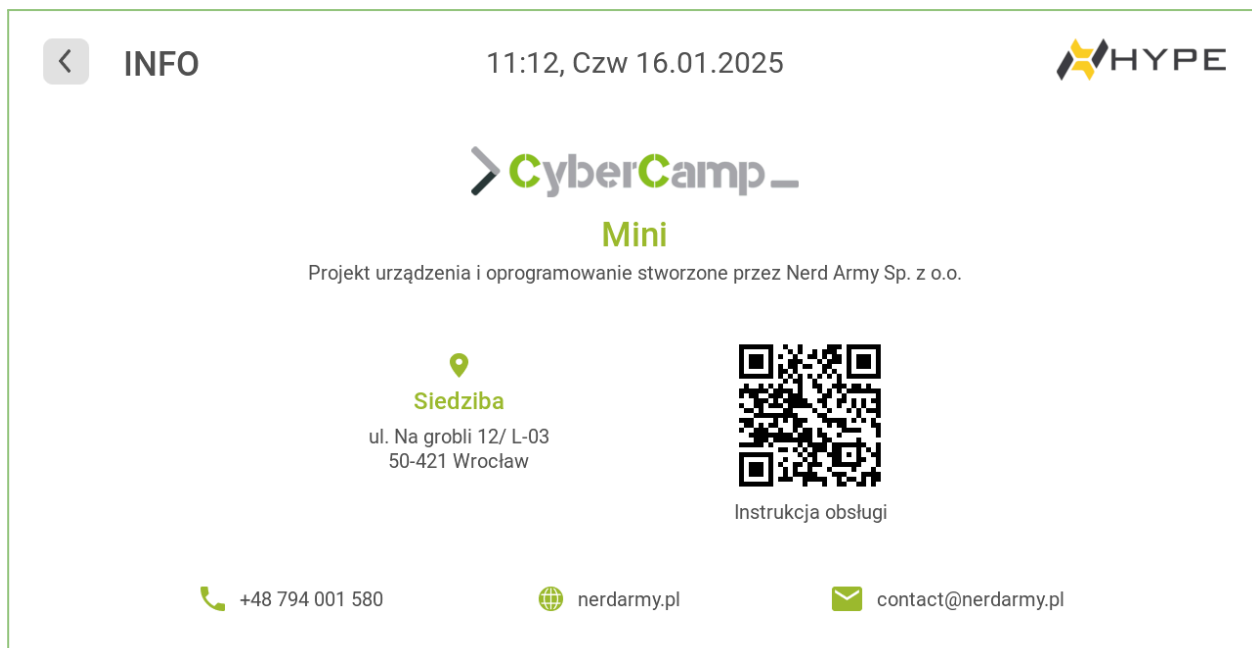 INFO
11:12, Czw 16.01.2025
HYPE
CyberCamp_
Mini
Projekt urządzenia i oprogramowanie stworzone przez Nerd Army Sp. z o.o.
Siedziba
ul. Na grobli 12/ L-03
50-421 Wrocław
Instrukcja obsługi
+48 794 001 580
nerdarmy.pl
contact@nerdarmy.pl